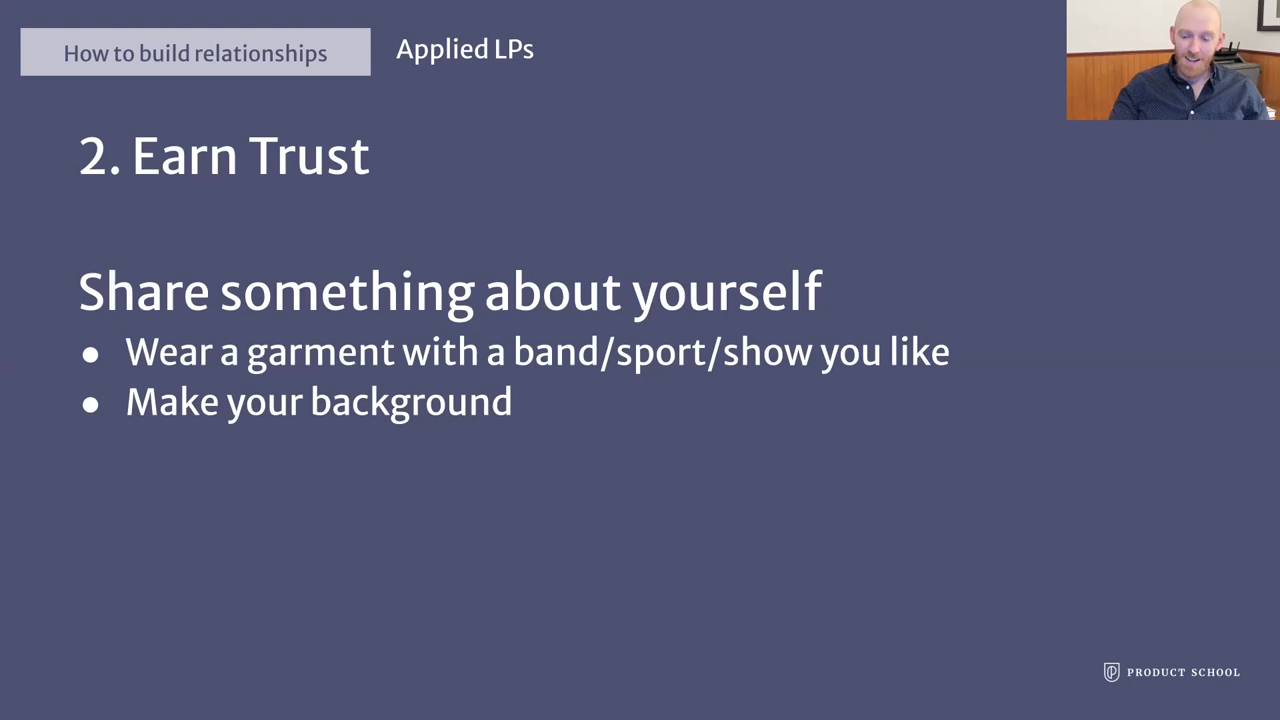 How to build relationships
Applied LPs
2. Earn Trust
Share something about yourself
● Wear a garment with a band/sport/show you like
● Make your background
PRODUCT SCHOOL